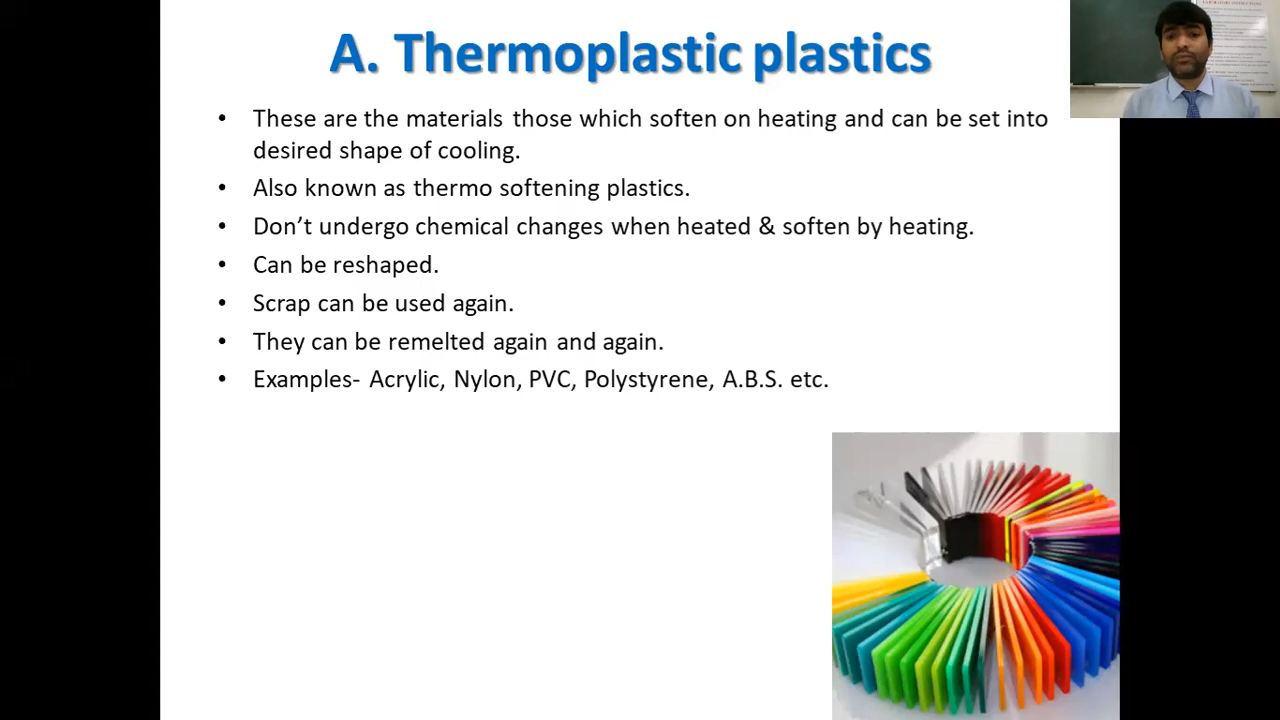 A. Thermoplastic plastics
• These are the materials those which soften on heating and can be set into
desired shape of cooling.
• Also known as thermo softening plastics.
• Don’t undergo chemical changes when heated & soften by heating.
• Can be reshaped.
• Scrap can be used again.
• They can be remelted again and again.
• Examples- Acrylic, Nylon, PVC, Polystyrene, A.B.S. etc.